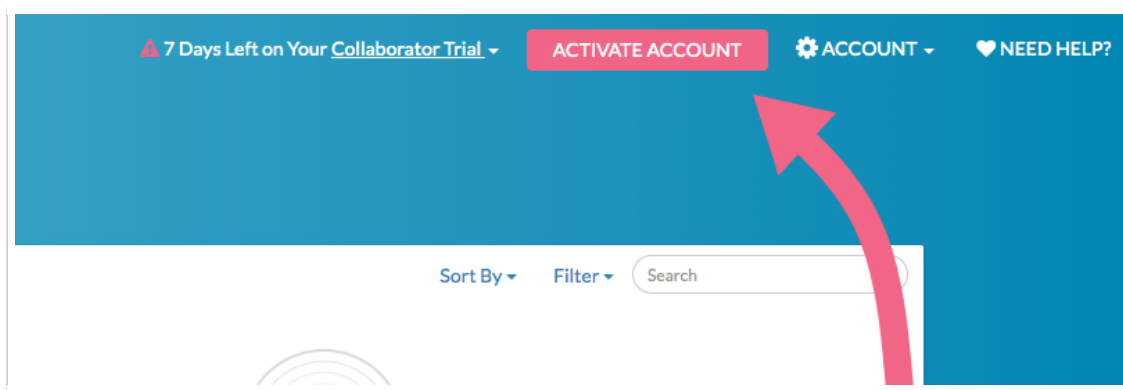 7 Days Left on Your Collaborator Trial
ACTIVATE ACCOUNT
ACCOUNT
NEED HELP?
Sort By
Filter
Search